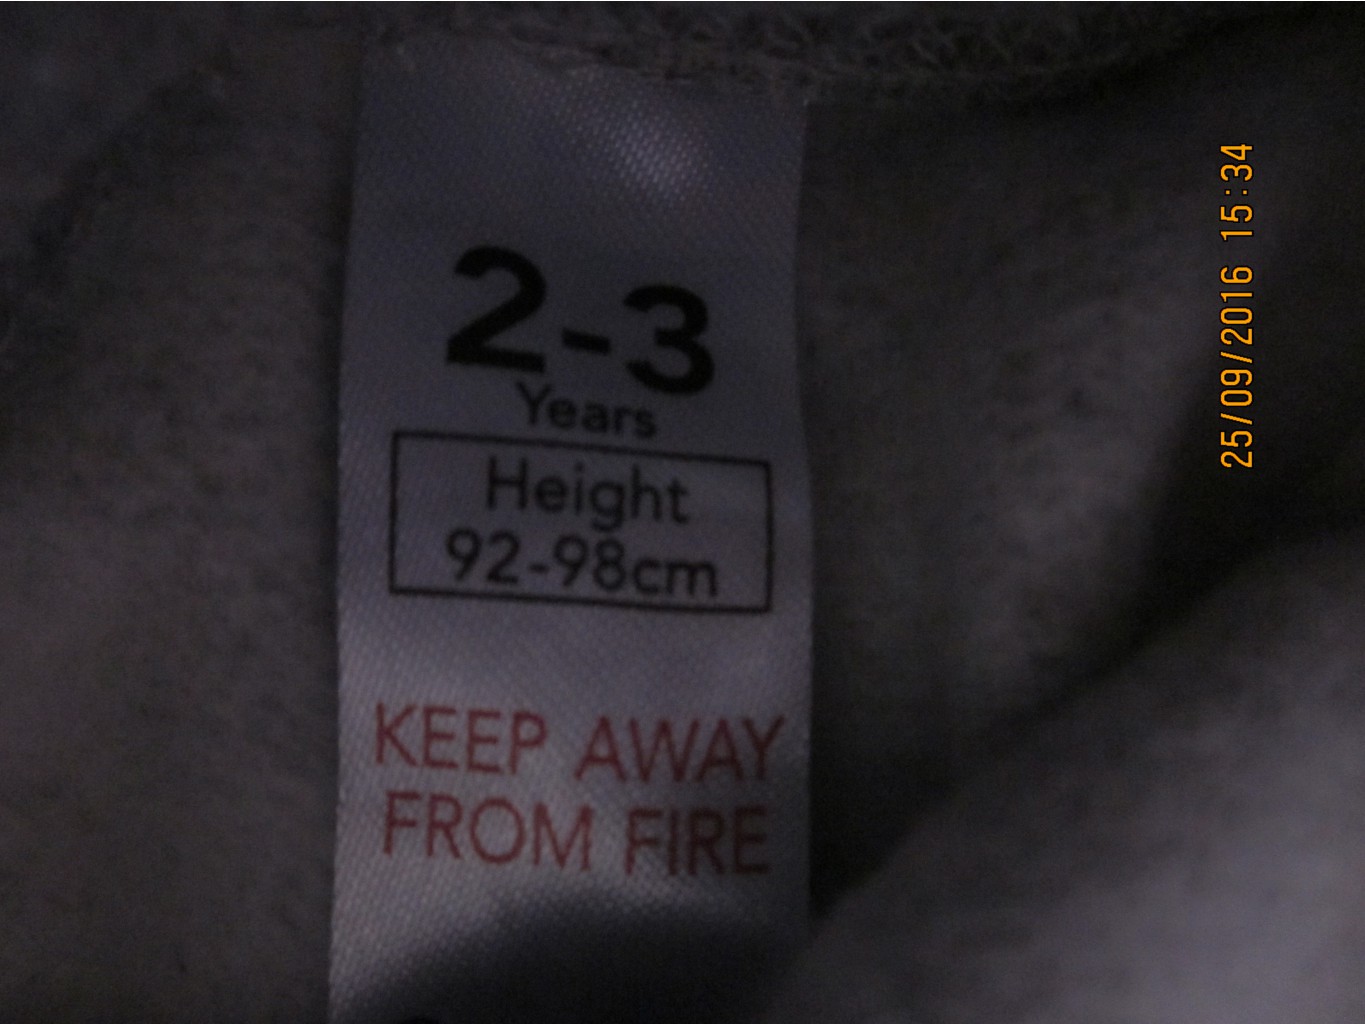 2-3
Years
Height
92-98cm
KEEP AWAY
FROM FIRE
25/09/2016 15:34